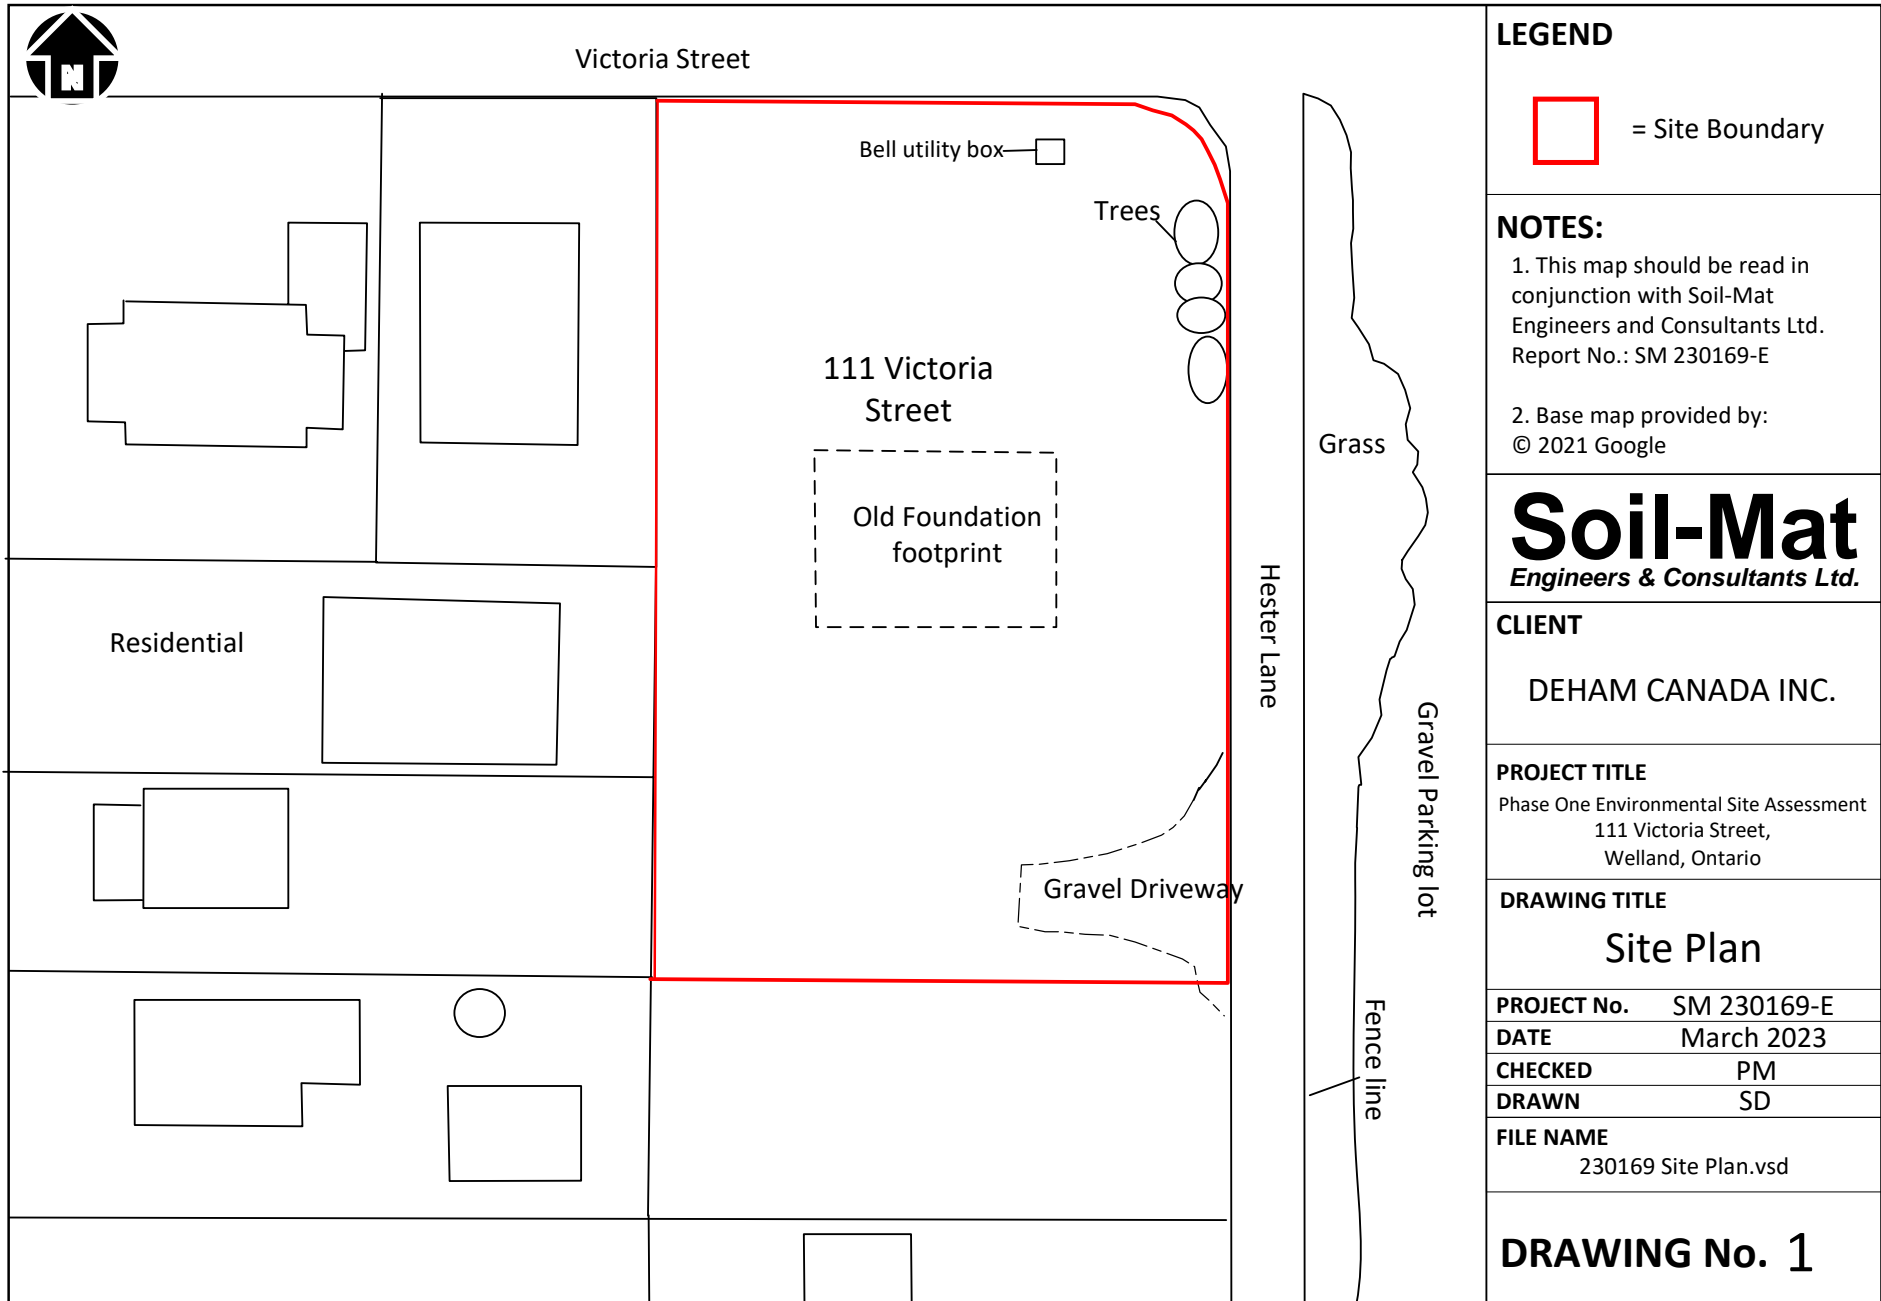 N
Victoria Street
Bell utility box
Trees
111 Victoria
Street
Old Foundation
footprint
Residential
Gravel Driveway
Hester Lane
Grass
Gravel Parking lot
Fence line
LEGEND
= Site Boundary
NOTES:
1. This map should be read in
conjunction with Soil-Mat
Engineers and Consultants Ltd.
Report No.: SM 230169-E
2. Base map provided by:
© 2021 Google
Soil-Mat
Engineers & Consultants Ltd.
CLIENT
DEHAM CANADA INC.
PROJECT TITLE
Phase One Environmental Site Assessment
111 Victoria Street,
Welland, Ontario
DRAWING TITLE
Site Plan
PROJECT No. SM 230169-E
DATE March 2023
CHECKED PM
DRAWN SD
FILE NAME
230169 Site Plan.vsd
DRAWING No. 1